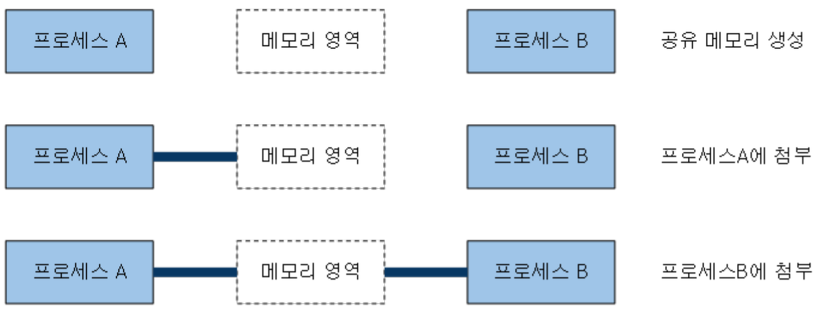 프로세스 A 메모리 영역 프로세스 B 공유 메모리 생성
프로세스 A 메모리 영역 프로세스 B 프로세스A에 첨부
프로세스 A 메모리 영역 프로세스 B 프로세스B에 첨부